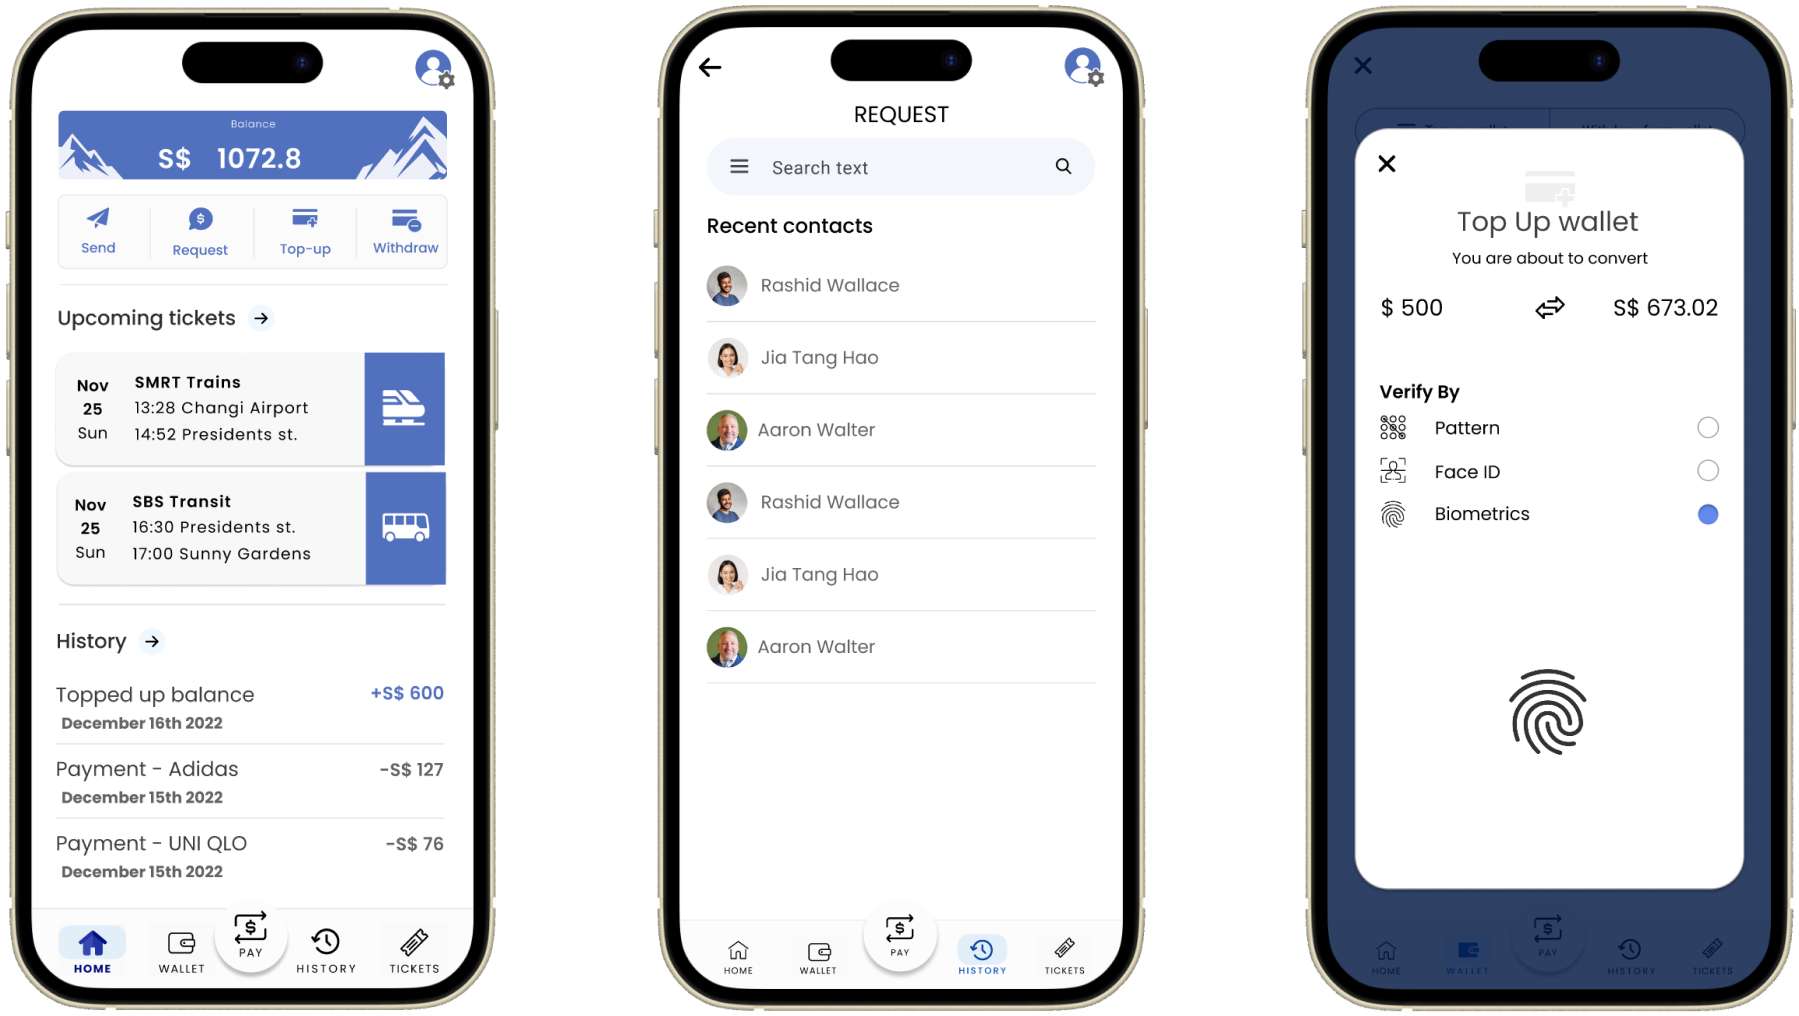 Balance
S$ 1072.8
Send
Request
Top-up
Withdraw
Upcoming tickets
Nov
25
Sun
SMRT Trains
13:28 Changi Airport
14:52 Presidents st.
Nov
25
Sun
SBS Transit
16:30 Presidents st.
17:00 Sunny Gardens
History
Topped up balance +S$ 600
December 16th 2022
Payment - Adidas -S$ 127
December 15th 2022
Payment - UNI QLO -S$ 76
December 15th 2022
HOME
WALLET
PAY
HISTORY
TICKETS
REQUEST
Search text
Recent contacts
Rashid Wallace
Jia Tang Hao
Aaron Walter
Rashid Wallace
Jia Tang Hao
Aaron Walter
HOME
WALLET
PAY
HISTORY
TICKETS
Top Up wallet
You are about to convert
$ 500 S$ 673.02
Verify By
Pattern
Face ID
Biometrics
HOME
WALLET
PAY
HISTORY
TICKETS